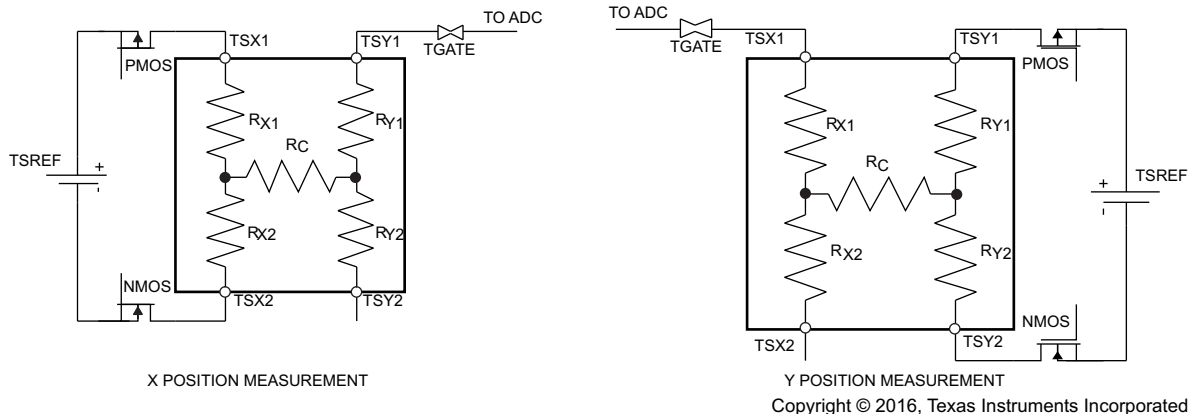 TO ADC
TSX1
TSY1
TGATE
PMOS
RX1
RY1
RC
TSREF
+
-
RX2
RY2
NMOS
TSX2
TSY2
X POSITION MEASUREMENT
TO ADC
TGATE
TSX1
TSY1
PMOS
RX1
RY1
RC
TSREF
+
-
RX2
RY2
NMOS
TSX2
TSY2
Y POSITION MEASUREMENT
Copyright © 2016, Texas Instruments Incorporated